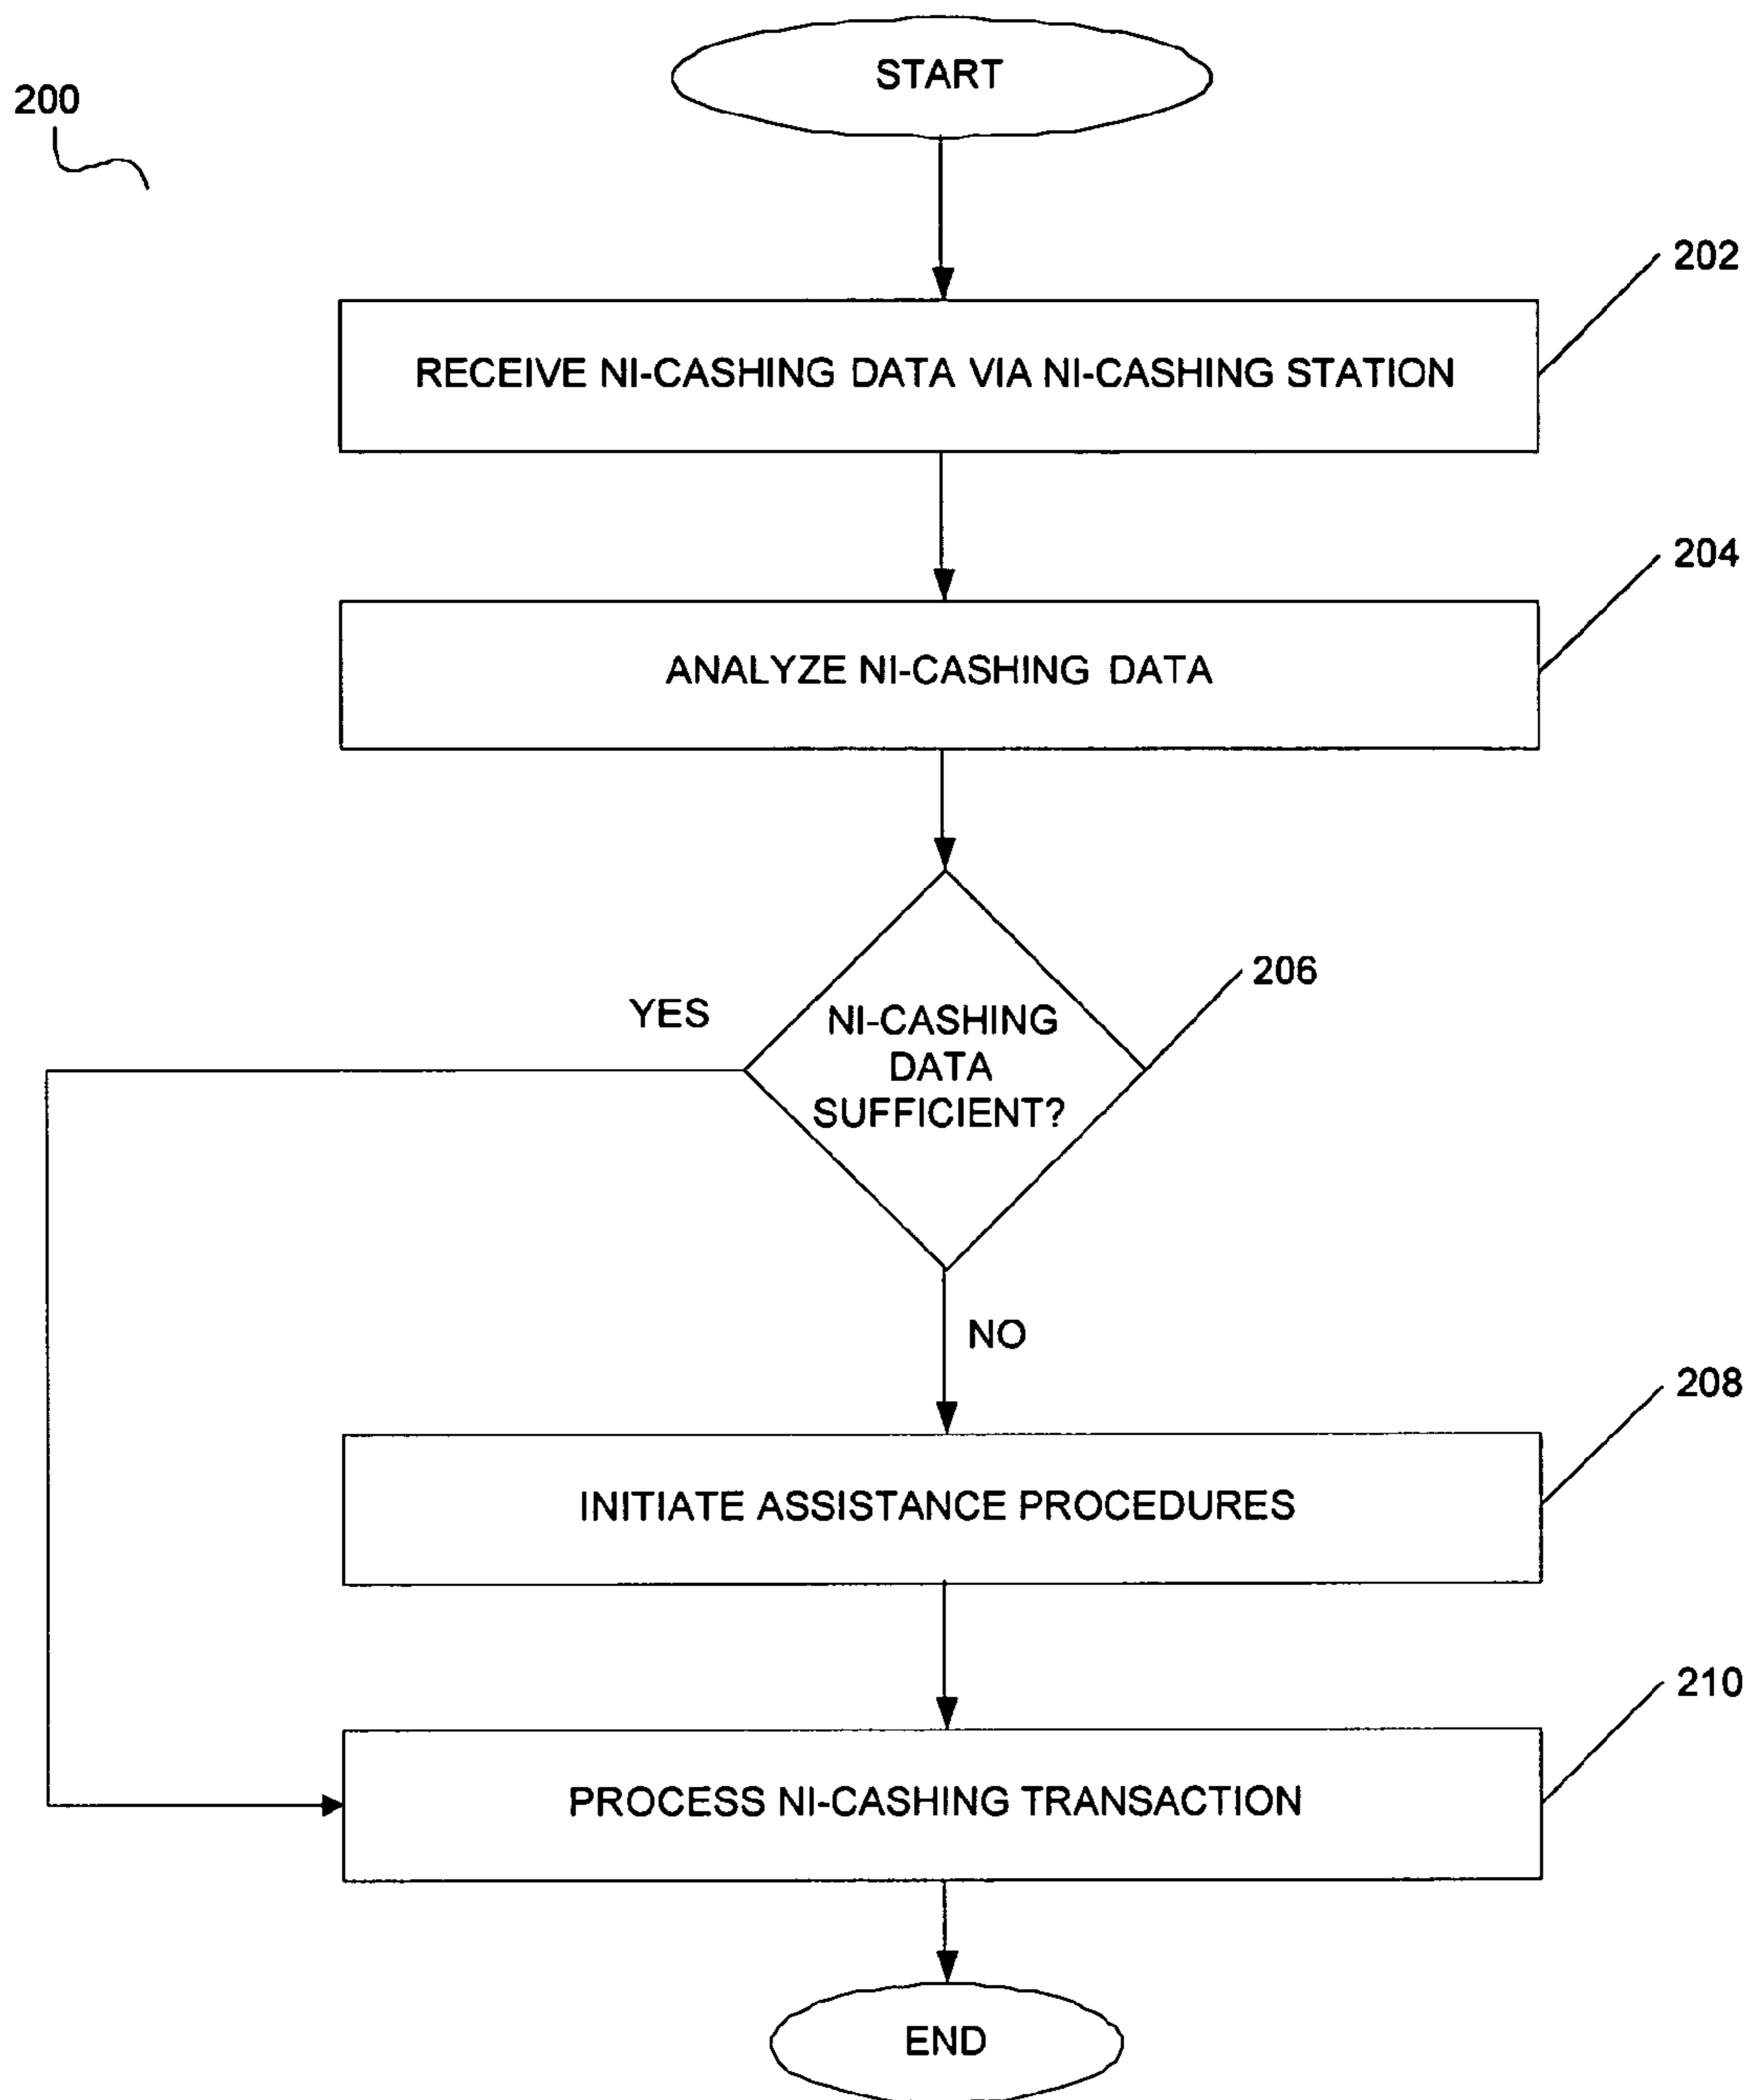 START
200
202
RECEIVE NI-CASHING DATA VIA NI-CASHING STATION
204
ANALYZE NI-CASHING DATA
206
YES
NI-CASHING
DATA
SUFFICIENT?
NO
208
INITIATE ASSISTANCE PROCEDURES
210
PROCESS NI-CASHING TRANSACTION
END